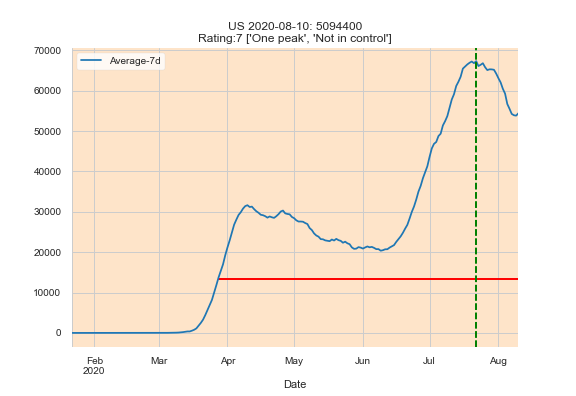 US 2020-08-10: 5094400
Rating:7 ['One peak', 'Not in control']
Average-7d
70000
60000
50000
40000
30000
20000
10000
0
Feb
2020
Mar
Apr
May
Jun
Jul
Aug
Date